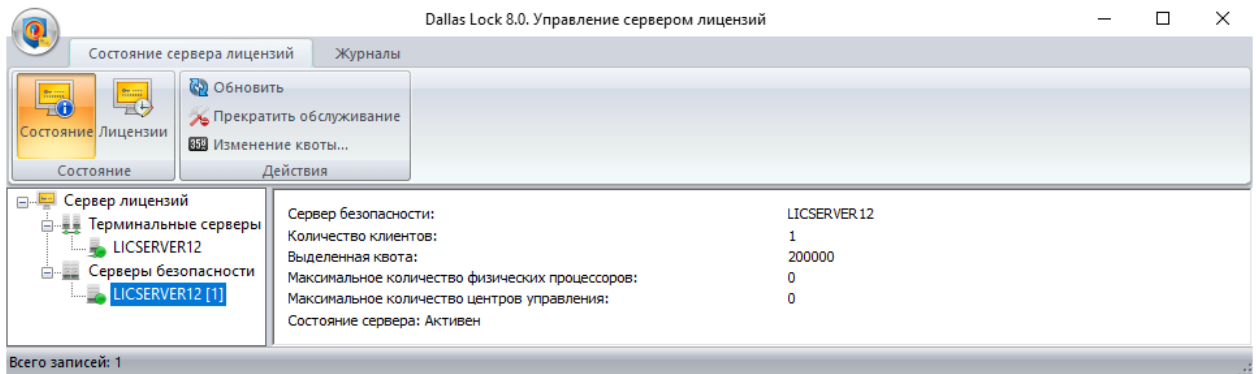 Dallas Lock 8.0. Управление сервером лицензий
Состояние сервера лицензий Журналы
Состояние Лицензии
Обновить
Прекратить обслуживание
Изменение квоты...
Состояние Действия
Сервер лицензий
Терминальные серверы
LICSERVER12
Серверы безопасности
LICSERVER12 [1]
Сервер безопасности: LICSERVER12
Количество клиентов: 1
Выделенная квота: 200000
Максимальное количество физических процессоров: 0
Максимальное количество центров управления: 0
Состояние сервера: Активен
Всего записей: 1